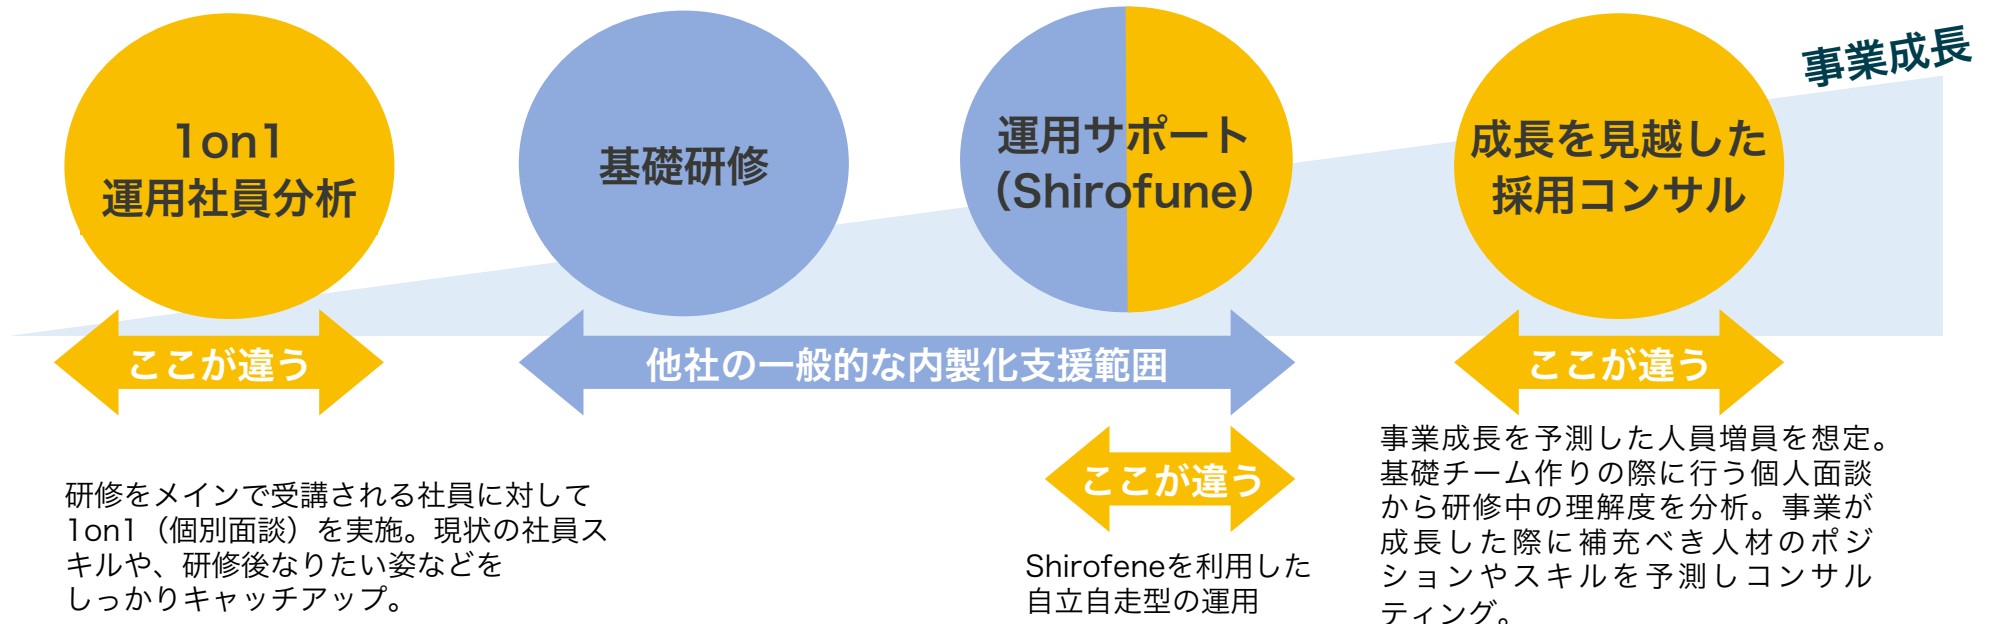 事業成長
1on1
運用社員分析
基礎研修
運用サポート
（Shirofune）
成長を見越した
採用コンサル
ここが違う
他社の一般的な内製化支援範囲
ここが違う
ここが違う
研修をメインで受講される社員に対して
1on1（個別面談）を実施。現状の社員ス
キルや、研修後なりたい姿などを
しっかりキャッチアップ。
Shirofeneを利用した
自立自走型の運用
事業成長を予測した人員増員を想定。
基礎チーム作りの際に行う個人面談
から研修中の理解度を分析。事業が
成長した際に補充べき人材のポジ
ションやスキルを予測しコンサル
ティング。